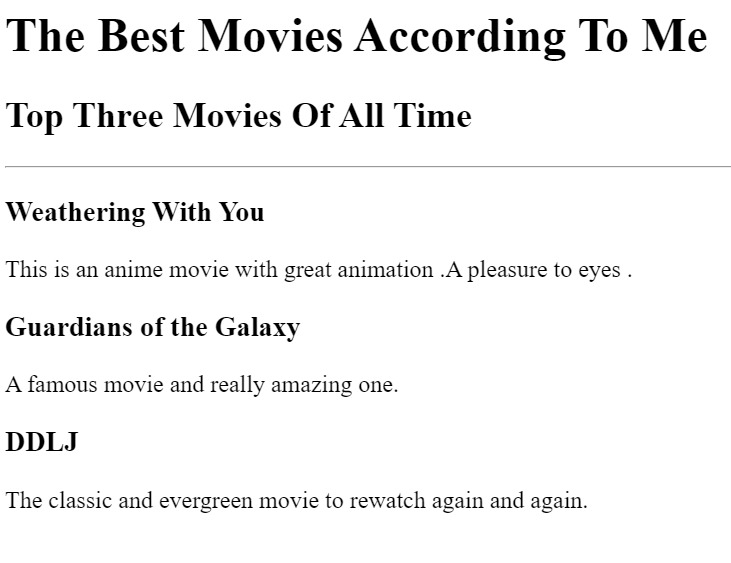 The Best Movies According To Me
Top Three Movies Of All Time
Weathering With You
This is an anime movie with great animation .A pleasure to eyes .
Guardians of the Galaxy
A famous movie and really amazing one.
DDLJ
The classic and evergreen movie to rewatch again and again.